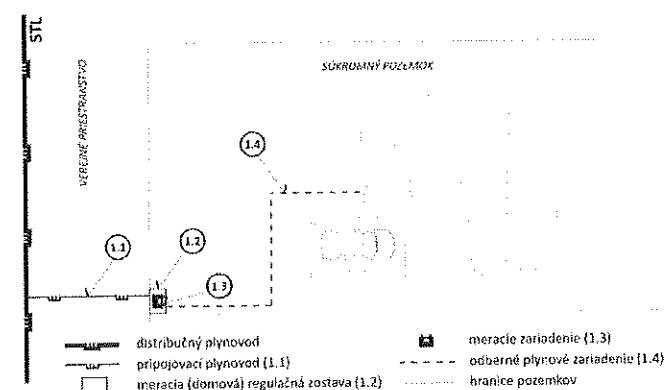 STL
VEREJNÉ PRIESTRANSTVO
SÚKROMNÝ POZEMOK
1.4
1.1
1.2
1.3
distribučný plynovod
pripojovací plynovod (1.1)
meracia (domová) regulačná zostava (1.2)
meracie zariadenie (1.3)
odberné plynové zariadenie (1.4)
hranice pozemkov